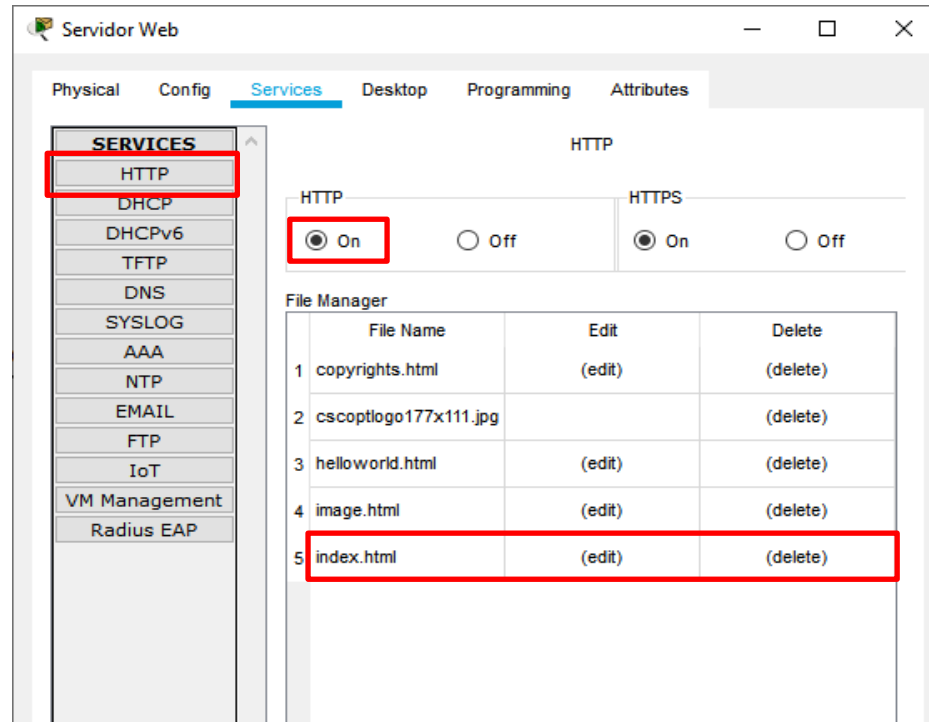 Servidor Web
Physical Config Services Desktop Programming Attributes
SERVICES
HTTP
DHCP
DHCPv6
TFTP
DNS
SYSLOG
AAA
NTP
EMAIL
FTP
IoT
VM Management
Radius EAP
HTTP
HTTP
On Off
HTTPS
On Off
File Manager
File Name Edit Delete
1 copyrights.html (edit) (delete)
2 cscoptlogo177x111.jpg (delete)
3 helloworld.html (edit) (delete)
4 image.html (edit) (delete)
5 index.html (edit) (delete)